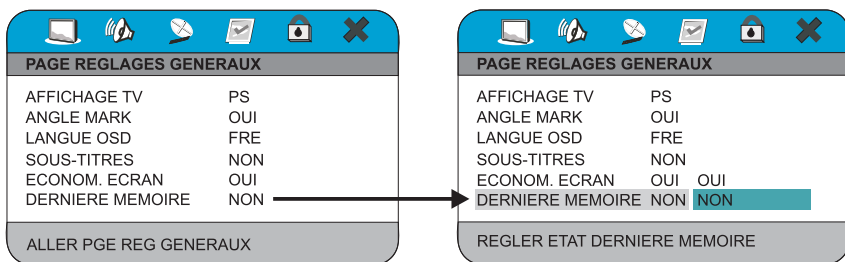 PAGE REGLAGES GENERAUX
AFFICHAGE TV PS
ANGLE MARK OUI
LANGUE OSD FRE
SOUS-TITRES NON
ECONOM. ECRAN OUI
DERNIERE MEMOIRE NON
ALLER PGE REG GENERAUX
PAGE REGLAGES GENERAUX
AFFICHAGE TV PS
ANGLE MARK OUI
LANGUE OSD FRE
SOUS-TITRES NON
ECONOM. ECRAN OUI OUI
DERNIERE MEMOIRE NON NON
REGLER ETAT DERNIERE MEMOIRE